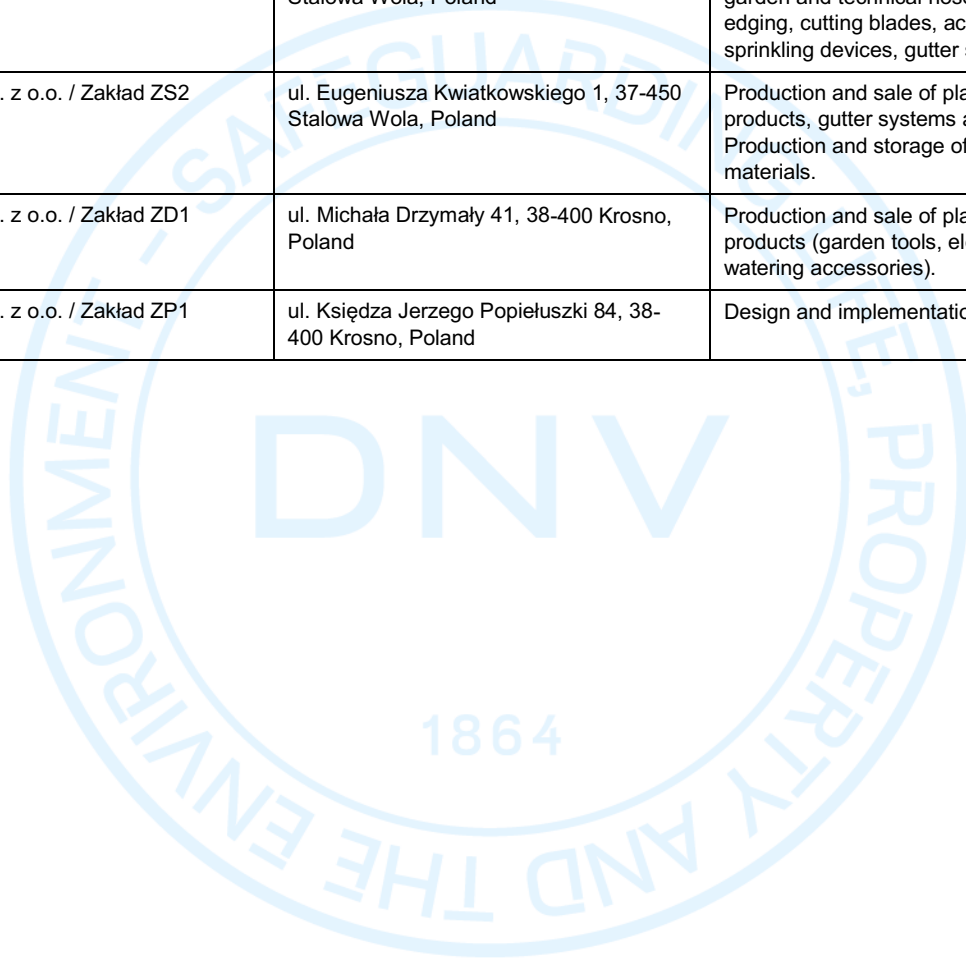 Stalowa Wola, Poland
garden and technical hose
edging, cutting blades, ac
sprinkling devices, gutter
. z o.o. / Zakład ZS2
ul. Eugeniusza Kwiatkowskiego 1, 37-450
Stalowa Wola, Poland
Production and sale of pla
products, gutter systems a
Production and storage of
materials.
. z o.o. / Zakład ZD1
ul. Michała Drzymały 41, 38-400 Krosno,
Poland
Production and sale of pla
products (garden tools, el
watering accessories).
. z o.o. / Zakład ZP1
ul. Księdza Jerzego Popiełuszki 84, 38-
400 Krosno, Poland
Design and implementatio
SAFEGUARDING LIFE, PROPERTY AND THE ENVIRONMENT -
DNV
1864